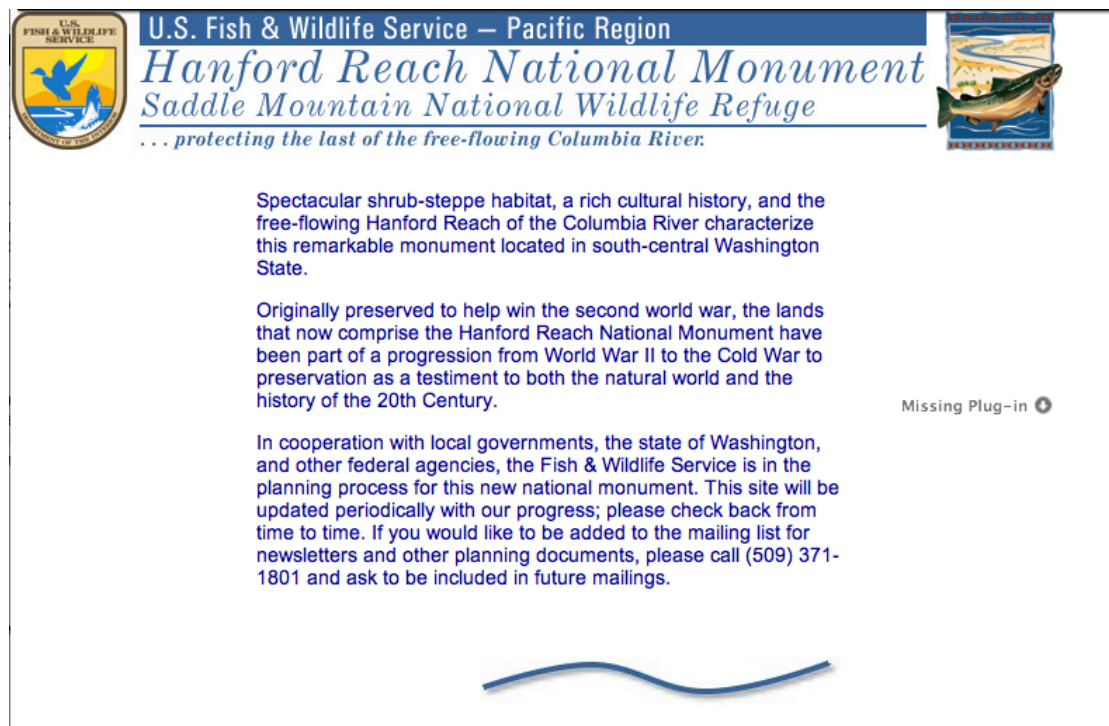 U.S.
FISH & WILDLIFE
SERVICE
DEPARTMENT OF THE INTERIOR
U.S. Fish & Wildlife Service — Pacific Region
Hanford Reach National Monument
Saddle Mountain National Wildlife Refuge
. . . protecting the last of the free-flowing Columbia River.
Spectacular shrub-steppe habitat, a rich cultural history, and the
free-flowing Hanford Reach of the Columbia River characterize
this remarkable monument located in south-central Washington
State.
Originally preserved to help win the second world war, the lands
that now comprise the Hanford Reach National Monument have
been part of a progression from World War II to the Cold War to
preservation as a testiment to both the natural world and the
history of the 20th Century.
Missing Plug-in
In cooperation with local governments, the state of Washington,
and other federal agencies, the Fish & Wildlife Service is in the
planning process for this new national monument. This site will be
updated periodically with our progress; please check back from
time to time. If you would like to be added to the mailing list for
newsletters and other planning documents, please call (509) 371-
1801 and ask to be included in future mailings.